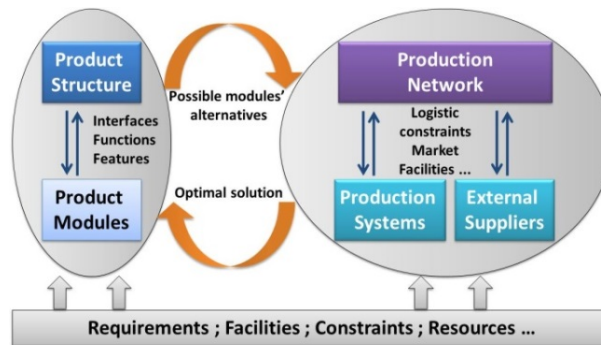 Product
Structure
Interfaces
Functions
Features
Product
Modules
Possible modules'
alternatives
Optimal solution
Production
Network
Logistic
constraints
Market
Facilities ...
Production
Systems
External
Suppliers
Requirements ; Facilities ; Constraints ; Resources ...